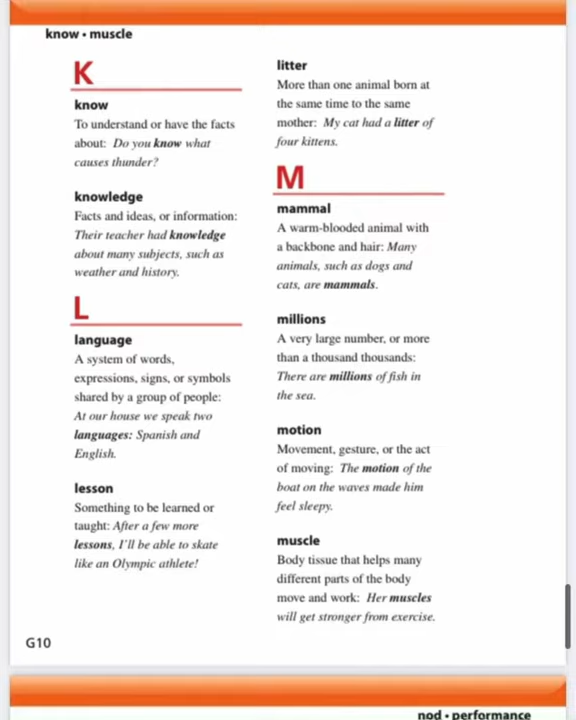 know • muscle
K
know
To understand or have the facts
about: Do you know what
causes thunder?
knowledge
Facts and ideas, or information:
Their teacher had knowledge
about many subjects, such as
weather and history.
L
language
A system of words,
expressions, signs, or symbols
shared by a group of people:
At our house we speak two
languages: Spanish and
English.
lesson
Something to be learned or
taught: After a few more
lessons, I'll be able to skate
like an Olympic athlete!
litter
More than one animal born at
the same time to the same
mother: My cat had a litter of
four kittens.
M
mammal
A warm-blooded animal with
a backbone and hair: Many
animals, such as dogs and
cats, are mammals.
millions
A very large number, or more
than a thousand thousands:
There are millions of fish in
the sea.
motion
Movement, gesture, or the act
of moving: The motion of the
boat on the waves made him
feel sleepy.
muscle
Body tissue that helps many
different parts of the body
move and work: Her muscles
will get stronger from exercise.
G10
nod • performance